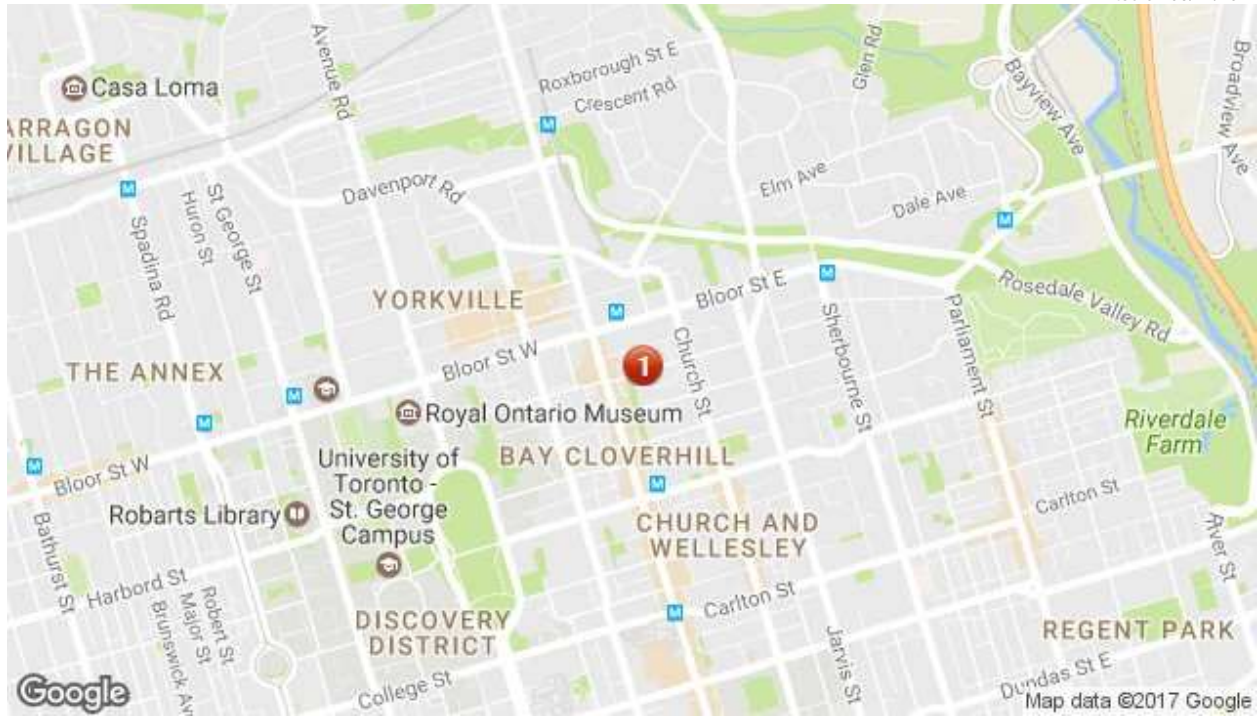 Avenue Rd
Roxborough St E
Crescent Rd
Glen Rd
Bayview Ave
Broadview Ave
Casa Loma
ARRAGON
VILLAGE
M
M
Davenport Rd
Elm Ave
Dale Ave
M
St George St
Huron St
Spadina Rd
M
Bloor St E
Rosedale Valley Rd
YORKVILLE
M
Church St
Sherbourne St
Parliament St
THE ANNEX
Bloor St W
1
M
M
Royal Ontario Museum
Riverdale
Farm
BAY CLOVERHILL
M
Bloor St W
University of
Toronto -
St. George
Campus
M
Robarts Library
Carlton St
CHURCH AND
WELLESLEY
Bathurst St
Harbord St
River St
Robert St
Major St
Brunswick Av
Carlton St
M
DISCOVERY
DISTRICT
Jarvis St
REGENT PARK
College St
Dundas St E
Google
Map data ©2017 Google